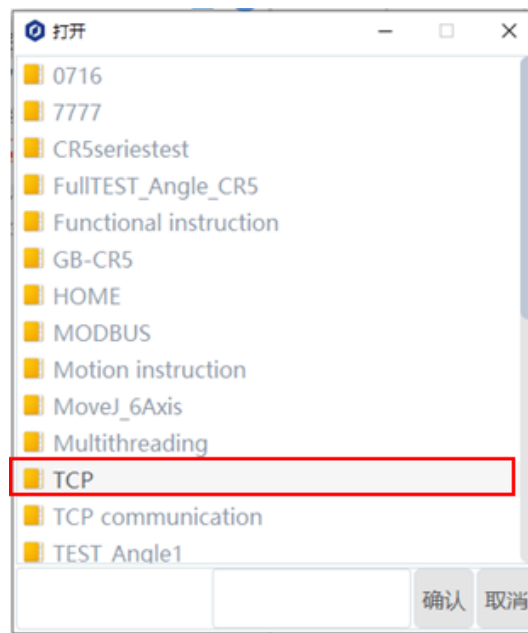 打开
0716
7777
CR5seriestest
FullTEST_Angle_CR5
Functional instruction
GB-CR5
HOME
MODBUS
Motion instruction
MoveJ_6Axis
Multithreading
TCP
TCP communication
TEST_Angle1
确认 取消